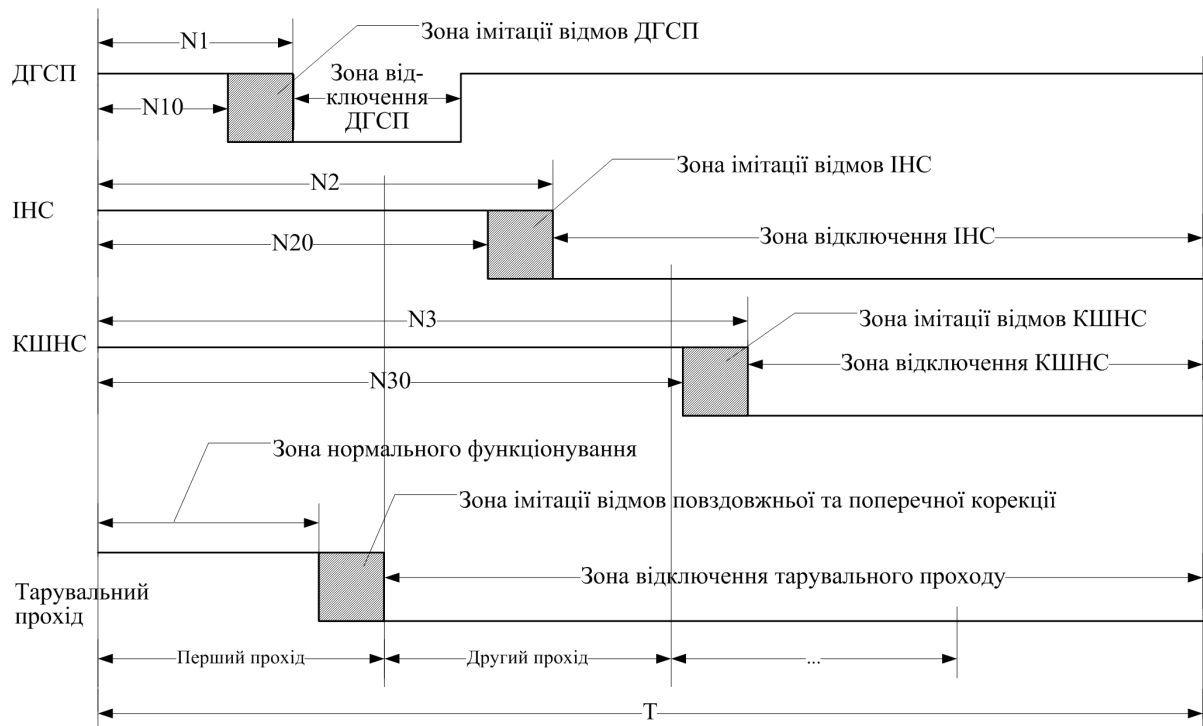 N1
Зона імітації відмов ДГСП
ДГСП
Зона від-
ключення
ДГСП
N10
Зона імітації відмов ІНС
N2
ІНС
N20
Зона відключення ІНС
N3
Зона імітації відмов КШНС
КШНС
Зона відключення КШНС
N30
Зона нормального функціонування
Зона імітації відмов повздовжньої та поперечної корекції
Зона відключення тарувального проходу
Тарувальний
прохід
Перший прохід
Другий прохід
...
T